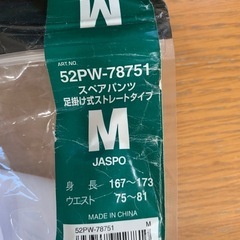 ART.NO.
52PW-78751
スペアパンツ
足掛け式ストレートタイプ
M
JASPO
身 長 167〜173
ウエスト 75〜81
MADE IN CHINA
52PW-78751 M